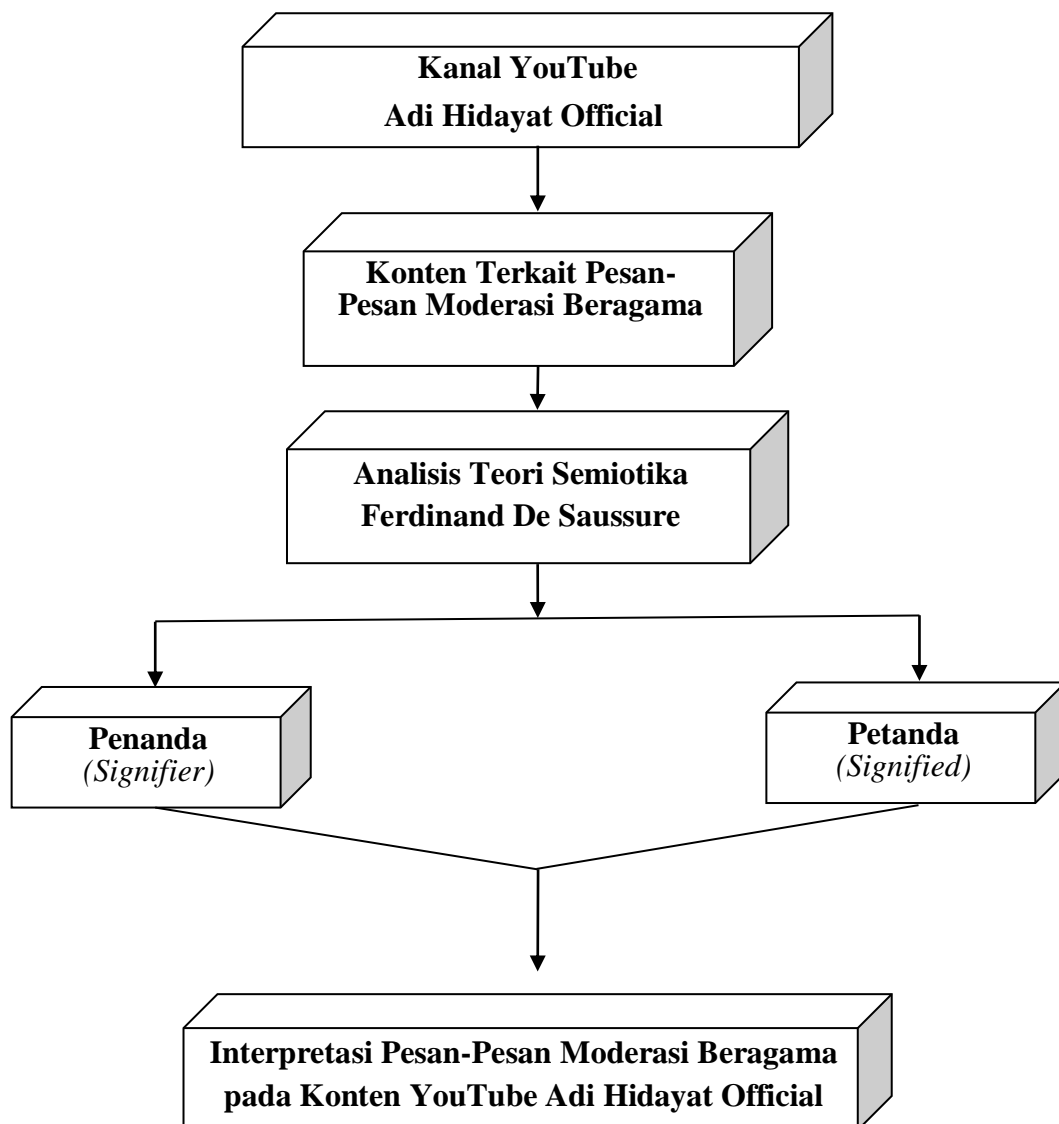 Kanal YouTube
Adi Hidayat Official
Konten Terkait Pesan-
Pesan Moderasi Beragama
Analisis Teori Semiotika
Ferdinand De Saussure
Penanda
(Signifier)
Petanda
(Signified)
Interpretasi Pesan-Pesan Moderasi Beragama
pada Konten YouTube Adi Hidayat Official